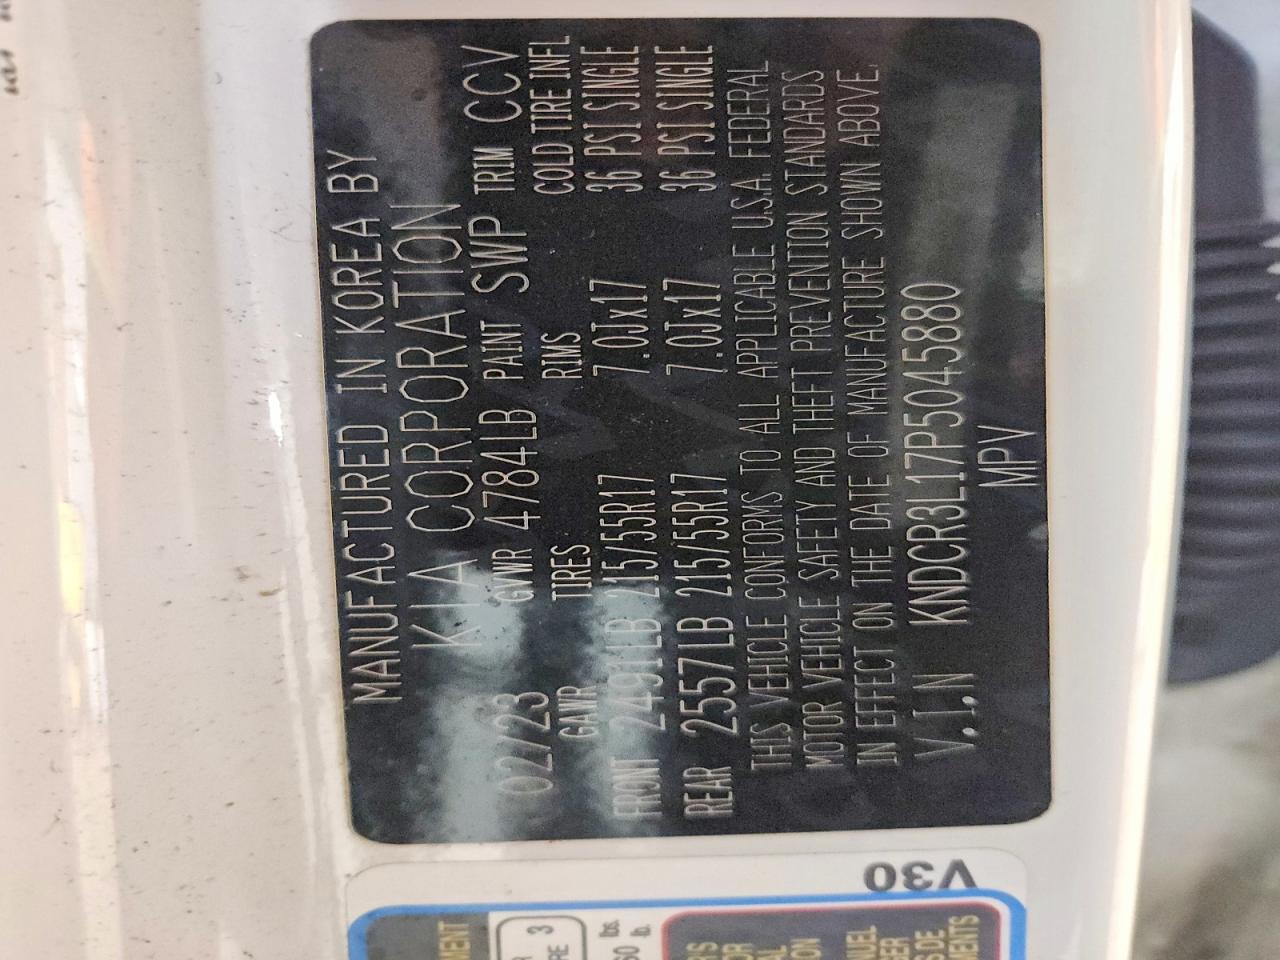 MANUFACTURED IN KOREA BY
KIA CORPORATION
02/23 GVWR 4784LB PAINT SWP TRIM CCV
GAWR TIRES RIMS COLD TIRE INFL
FRONT 2491LB 215/55R17 7.0Jx17 36 PSI SINGLE
REAR 2557LB 215/55R17 7.0Jx17 36 PSI SINGLE
THIS VEHICLE CONFORMS TO ALL APPLICABLE U.S.A. FEDERAL
MOTOR VEHICLE SAFETY AND THEFT PREVENTION STANDARDS
IN EFFECT ON THE DATE OF MANUFACTURE SHOWN ABOVE.
V.I.N KNDCR3L17P5045880
MPV
V30
3
lbs.